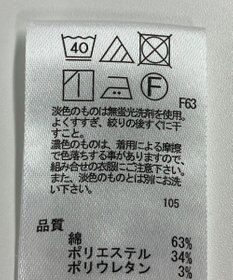 40
F
F63
淡色のものは無蛍光洗剤を使用。
よくすすぎ、絞りの後すぐに干
すこと。
濃色のものは、着用による摩擦
で色落ちする事がありますので、
組み合せの衣服にご注意下さい。
また、淡色のものとは別にお洗
い下さい。
105
品質
綿 63%
ポリエステル 34%
ポリウレタン 3%